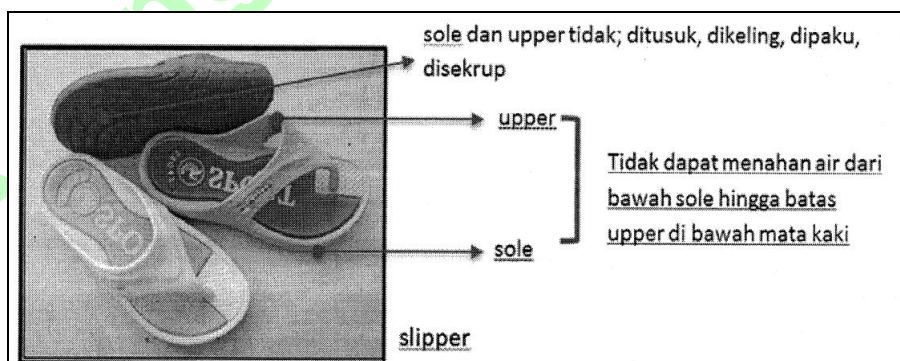 sole dan upper tidak; ditusuk, dikeling, dipaku,
disekrup
upper
Tidak dapat menahan air dari
bawah sole hingga batas
upper di bawah mata kaki
sole
slipper